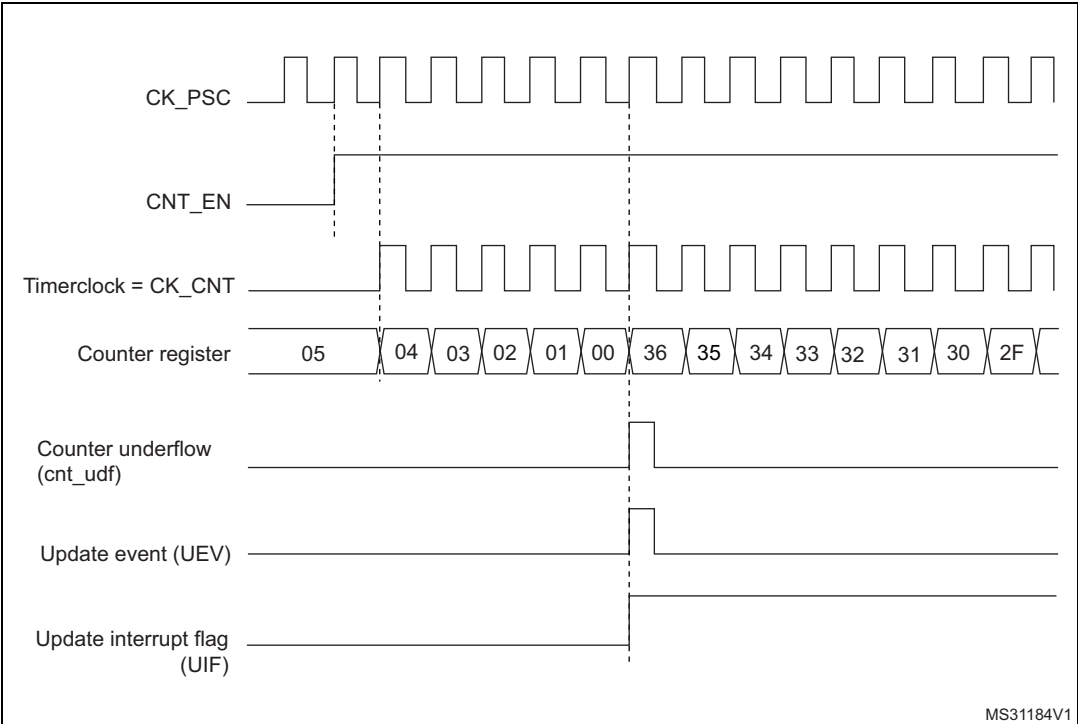 CK_PSC
CNT_EN
Timerclock = CK_CNT
Counter register 05 04 03 02 01 00 36 35 34 33 32 31 30 2F
Counter underflow
(cnt_udf)
Update event (UEV)
Update interrupt flag
(UIF)
MS31184V1